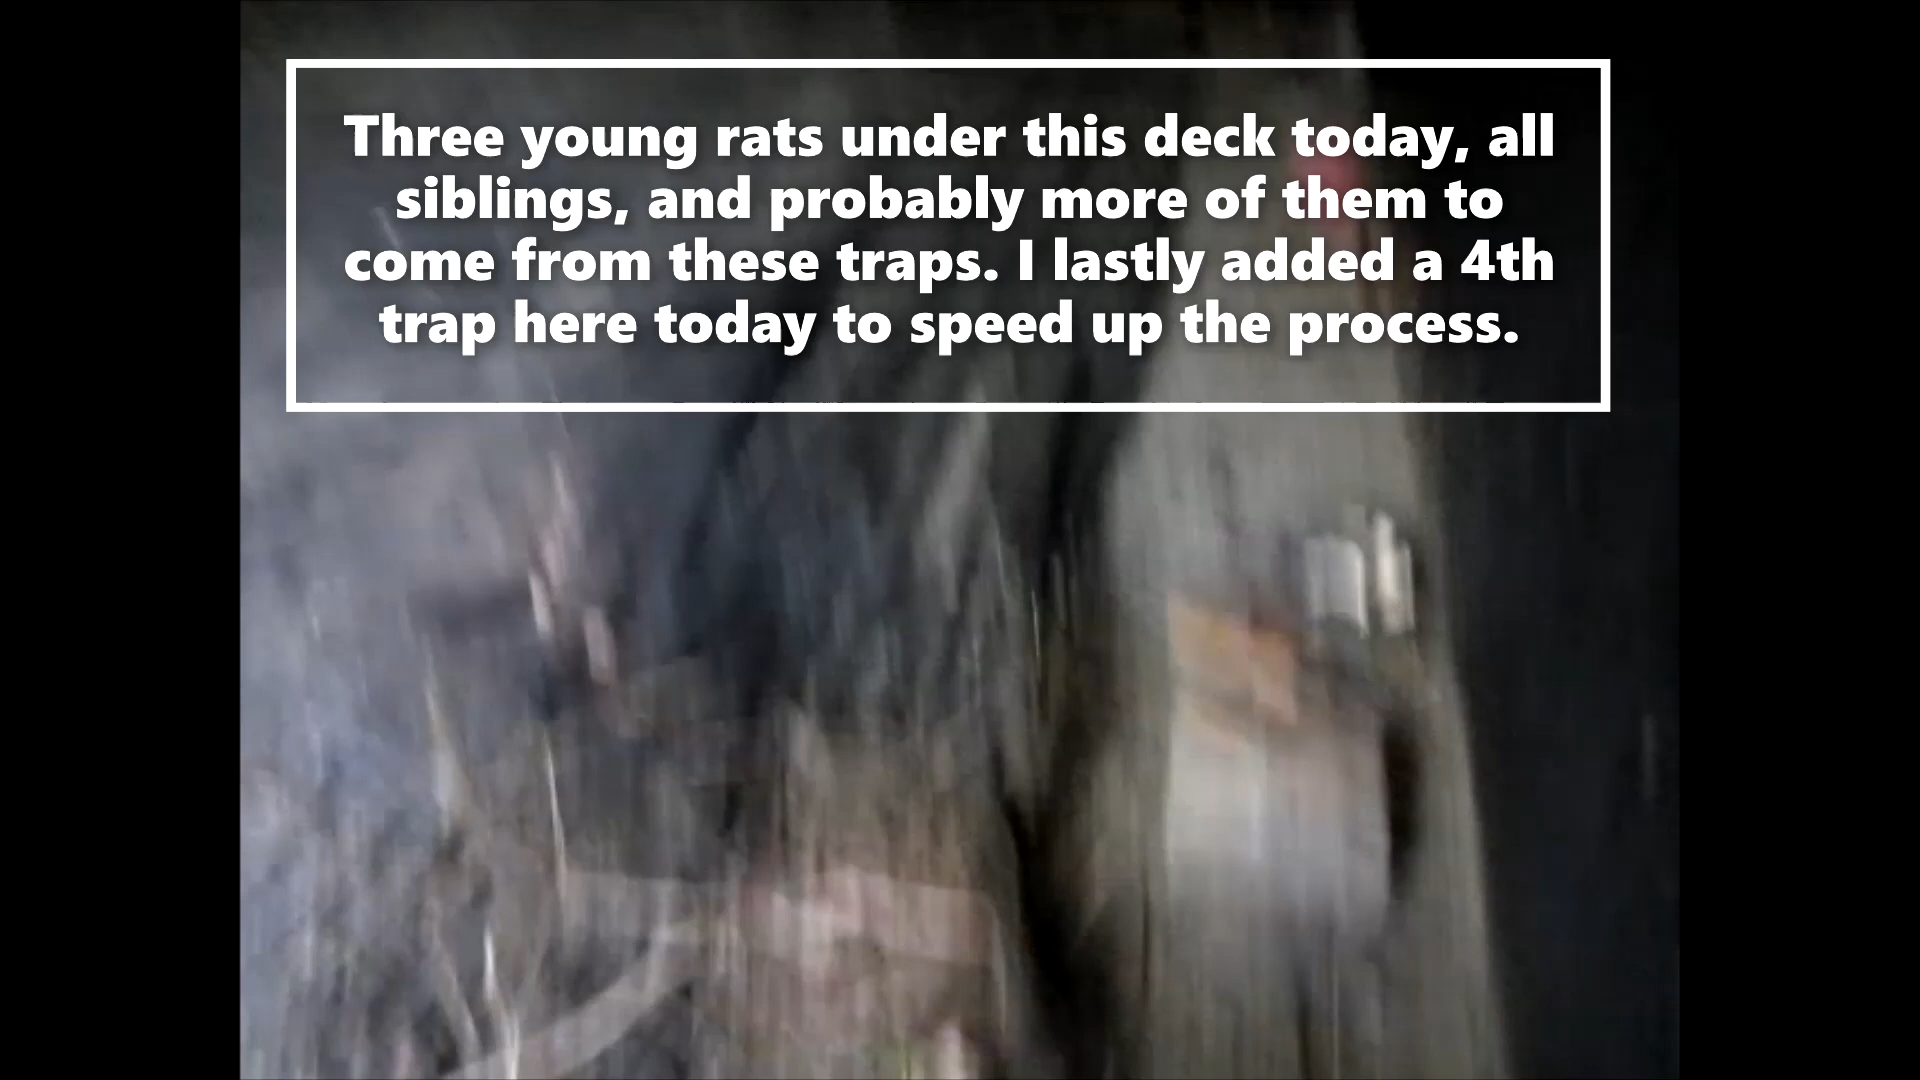 Three young rats under this deck today, all
siblings, and probably more of them to
come from these traps. I lastly added a 4th
trap here today to speed up the process.